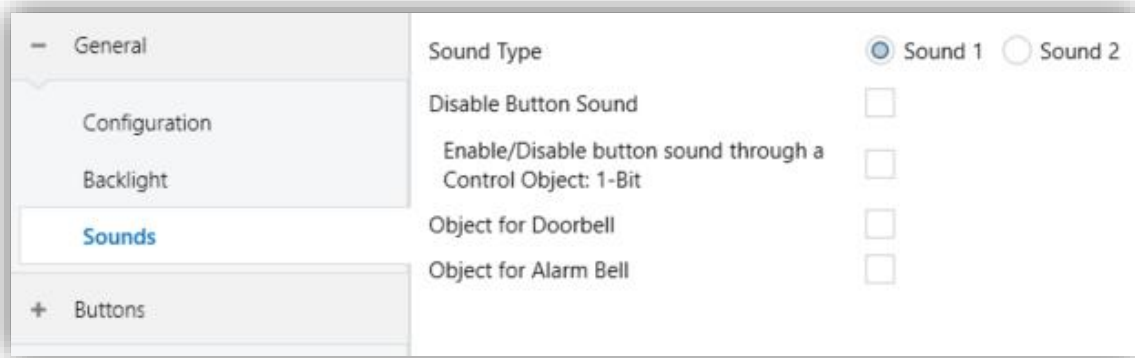 General
Configuration
Backlight
Sounds
Buttons
Sound Type
Sound 1
Sound 2
Disable Button Sound
Enable/Disable button sound through a
Control Object: 1-Bit
Object for Doorbell
Object for Alarm Bell